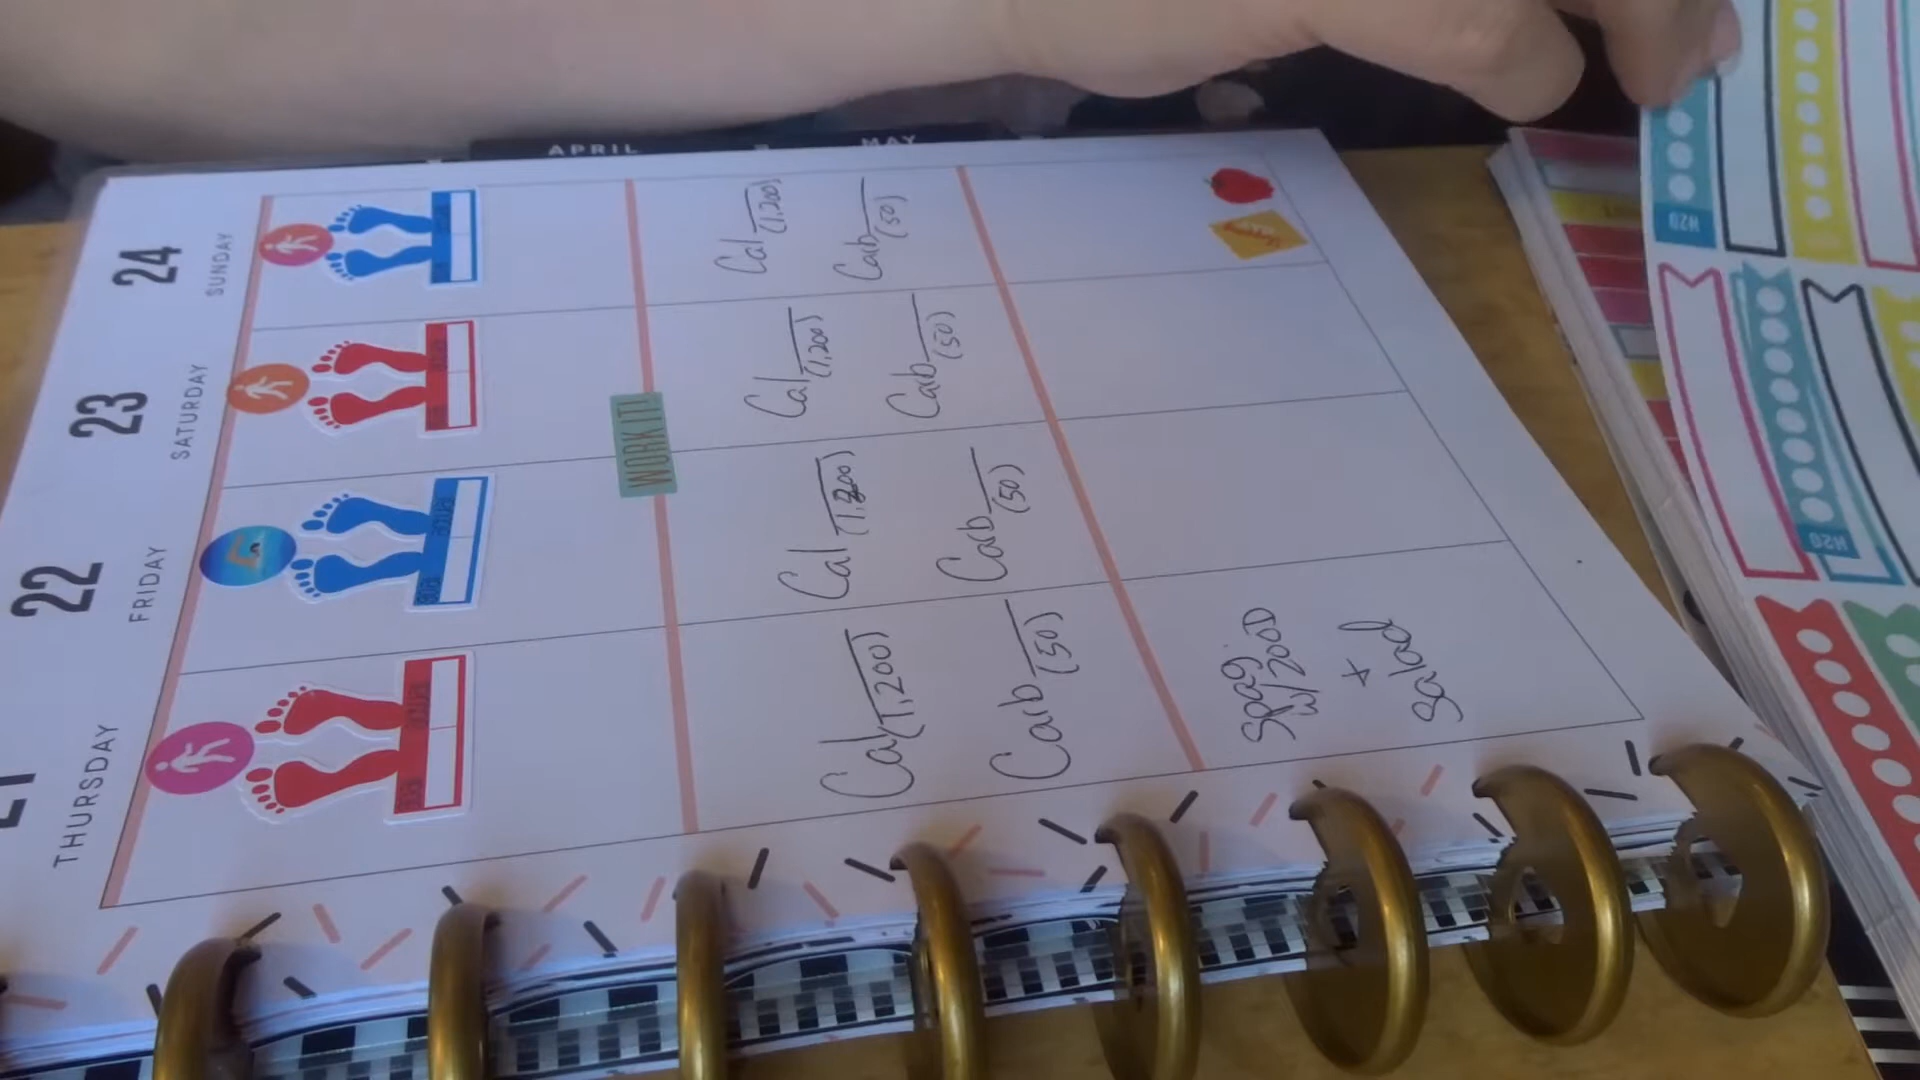 APRIL
MAY
21
THURSDAY
22
FRIDAY
23
SATURDAY
24
SUNDAY
WORK IT!
Cal
(1,200)
Carb
(50)
Cal
(1,200)
Carb
(50)
Cal
(1,200)
Carb
(50)
Cal
(1,200)
Carb
(50)
Spag.
W/ZOOD
+
Salad
H2O
H2O